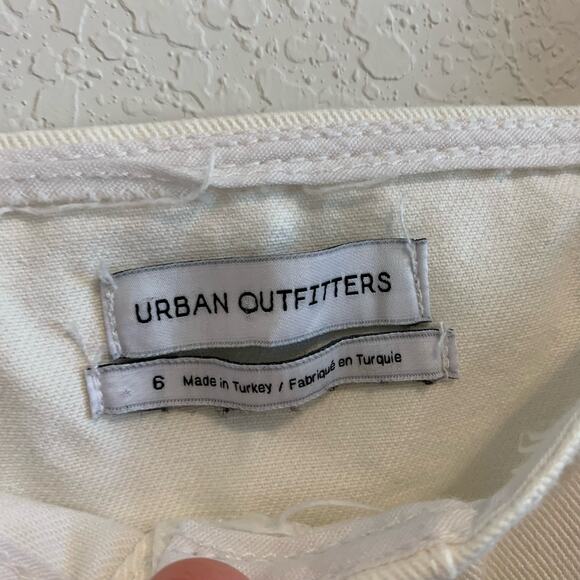 URBAN OUTFITTERS
6 Made in Turkey / Fabriqué en Turquie